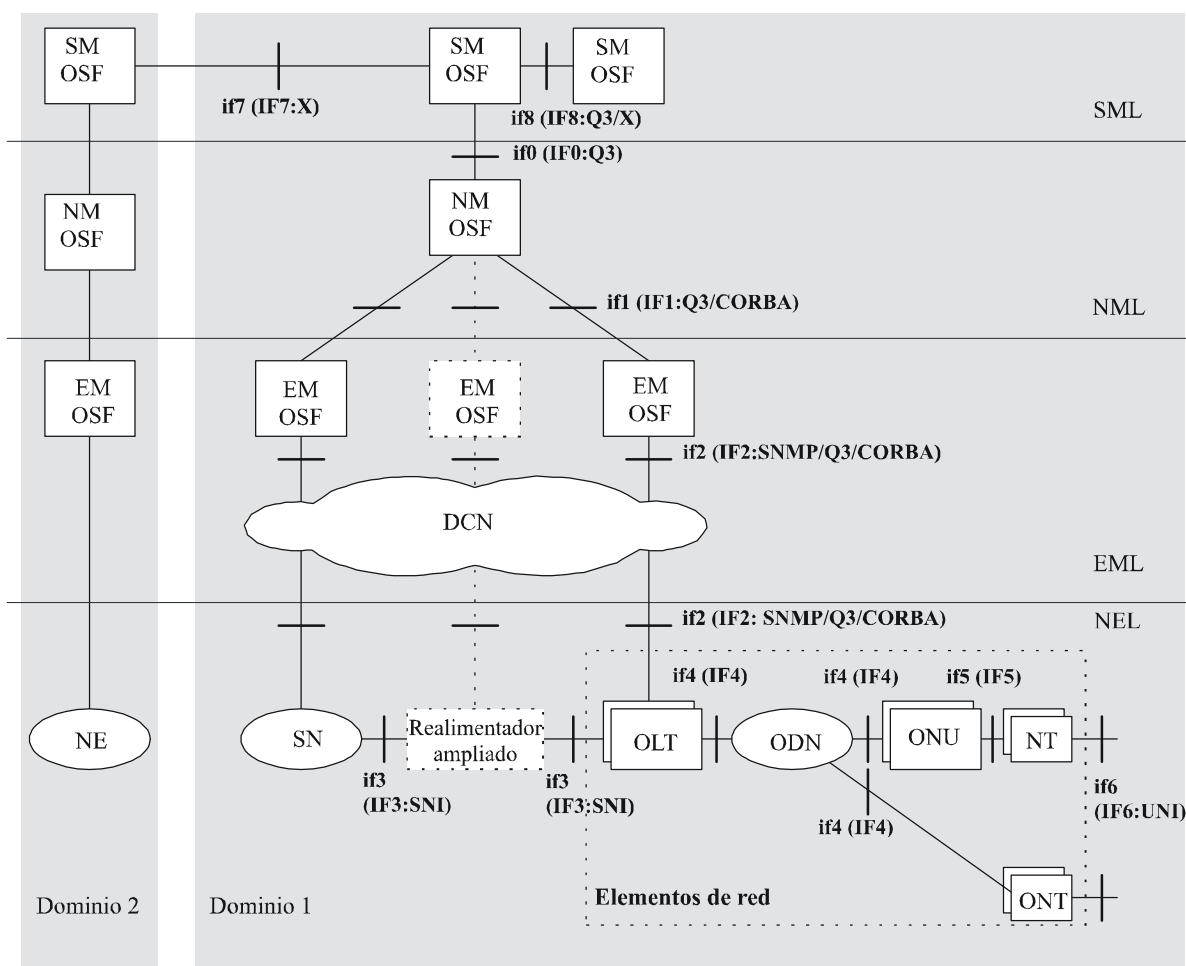 SM
OSF
SM
OSF
SM
OSF
if7 (IF7:X)
if8 (IF8:Q3/X)
SML
if0 (IF0:Q3)
NM
OSF
NM
OSF
if1 (IF1:Q3/CORBA)
NML
EM
OSF
EM
OSF
EM
OSF
EM
OSF
if2 (IF2:SNMP/Q3/CORBA)
DCN
EML
if2 (IF2: SNMP/Q3/CORBA)
NEL
if4 (IF4)
if4 (IF4)
if5 (IF5)
NE
SN
Realimentador
ampliado
OLT
ODN
ONU
NT
if3
(IF3:SNI)
if3
(IF3:SNI)
if6
(IF6:UNI)
if4 (IF4)
Elementos de red
ONT
Dominio 2
Dominio 1